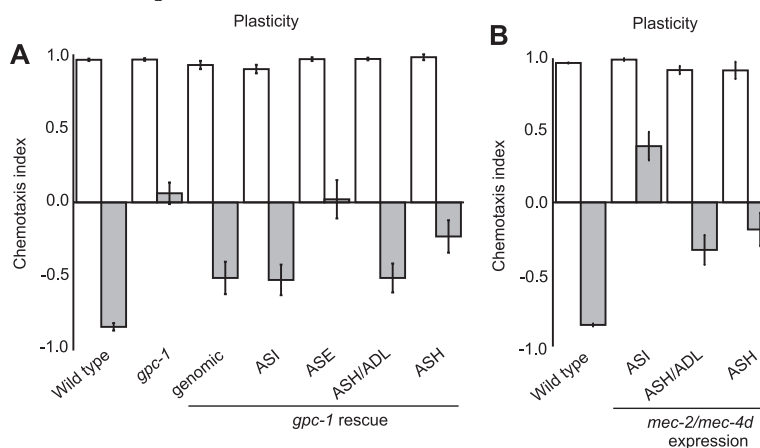 Plasticity
A
Chemotaxis index
1.0
0.5
0.0
-0.5
-1.0
Wild type
gpc-1
genomic
ASI
ASE
ASH/ADL
ASH
gpc-1 rescue
Plasticity
B
Chemotaxis index
1.0
0.5
0.0
-0.5
-1.0
Wild type
ASI
ASH/ADL
ASH
mec-2/mec-4d
expression